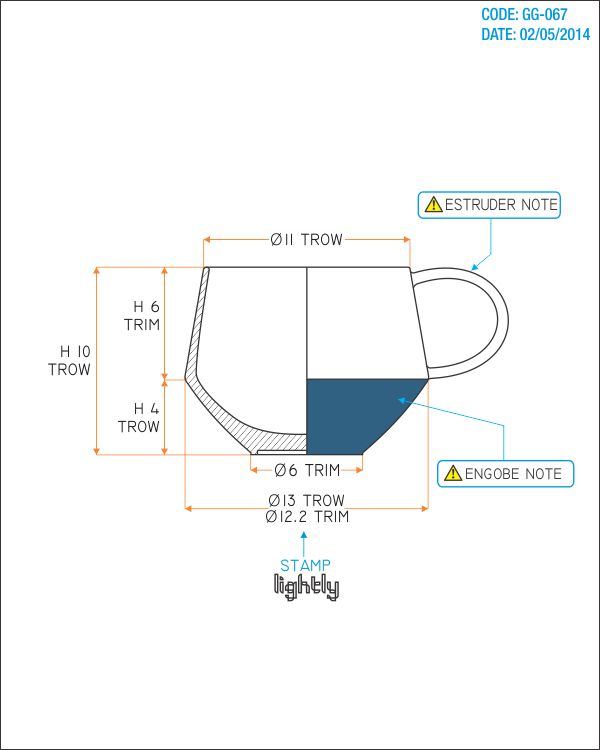 CODE: GG-067
DATE: 02/05/2014
ESTRUDER NOTE
Ø11 TROW
H 6
TRIM
H 10
TROW
H 4
TROW
Ø6 TRIM
ENGOBE NOTE
Ø13 TROW
Ø12.2 TRIM
STAMP
lightly